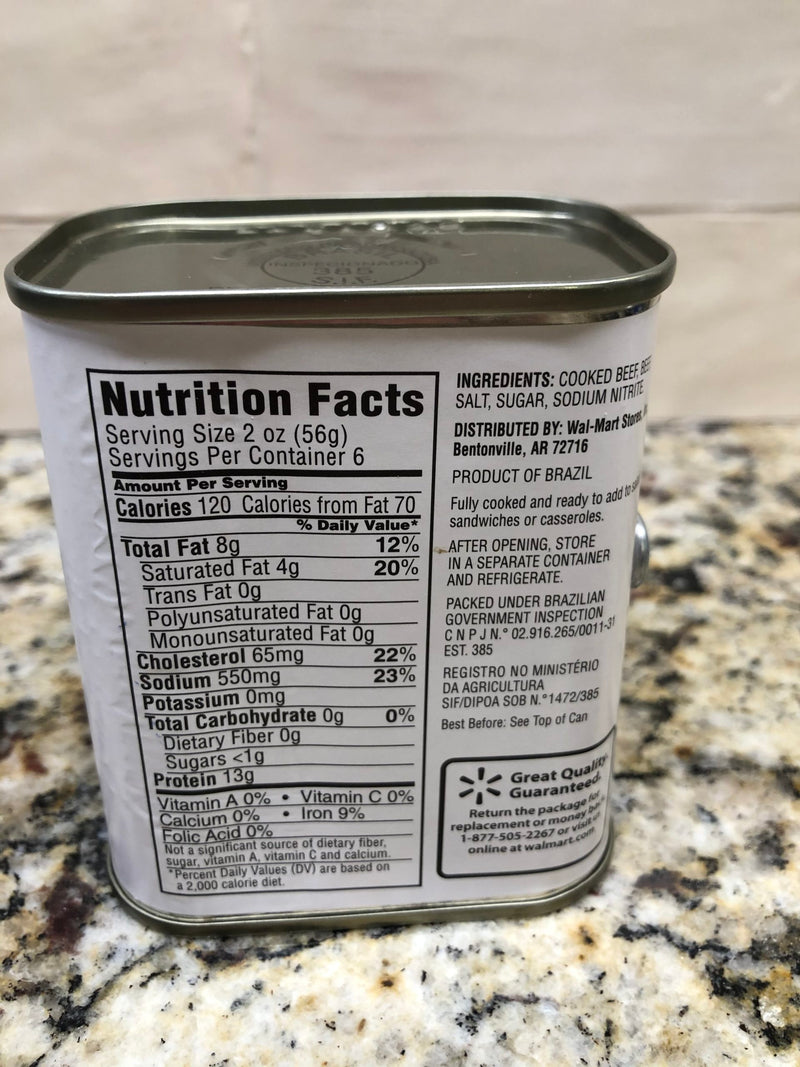 INSPECIONADO
385
S.I.F.
Nutrition Facts
Serving Size 2 oz (56g)
Servings Per Container 6
Amount Per Serving
Calories 120 Calories from Fat 70
% Daily Value*
Total Fat 8g 12%
Saturated Fat 4g 20%
Trans Fat 0g
Polyunsaturated Fat 0g
Monounsaturated Fat 0g
Cholesterol 65mg 22%
Sodium 550mg 23%
Potassium 0mg
Total Carbohydrate 0g 0%
Dietary Fiber 0g
Sugars <1g
Protein 13g
Vitamin A 0% • Vitamin C 0%
Calcium 0% • Iron 9%
Folic Acid 0%
Not a significant source of dietary fiber,
sugar, vitamin A, vitamin C and calcium.
*Percent Daily Values (DV) are based on
a 2,000 calorie diet.
INGREDIENTS: COOKED BEEF,
SALT, SUGAR, SODIUM NITRITE
DISTRIBUTED BY: Wal-Mart Stores,
Bentonville, AR 72716
PRODUCT OF BRAZIL
Fully cooked and ready to add to
sandwiches or casseroles.
AFTER OPENING, STORE
IN A SEPARATE CONTAINER
AND REFRIGERATE.
PACKED UNDER BRAZILIAN
GOVERNMENT INSPECTION
C N P J N.° 02.916.265/0011-31
EST. 385
REGISTRO NO MINISTÉRIO
DA AGRICULTURA
SIF/DIPOA SOB N.°1472/385
Best Before: See Top of Can
Great Quality.
Guaranteed.
Return the package for
replacement or money back.
1-877-505-2267 or visit us
online at walmart.com